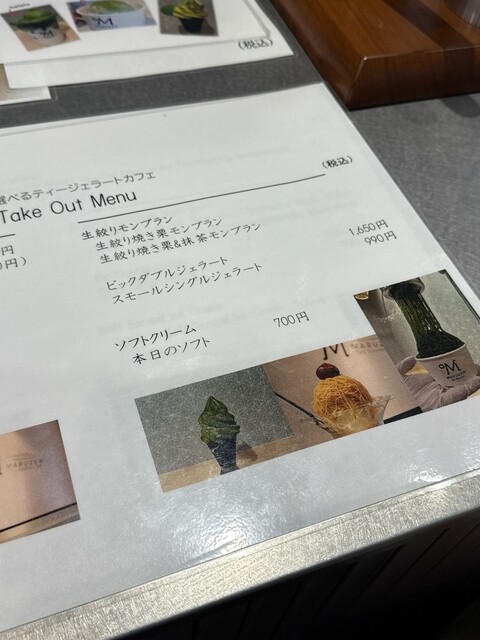 (税込)
選べるティージェラートカフェ
Take Out Menu
(税込)
円
円)
生絞りモンブラン
生絞り焼き栗モンブラン
生絞り焼き栗&抹茶モンブラン
1,650円
990円
ビックダブルジェラート
スモールシングルジェラート
ソフトクリーム 700円
本日のソフト